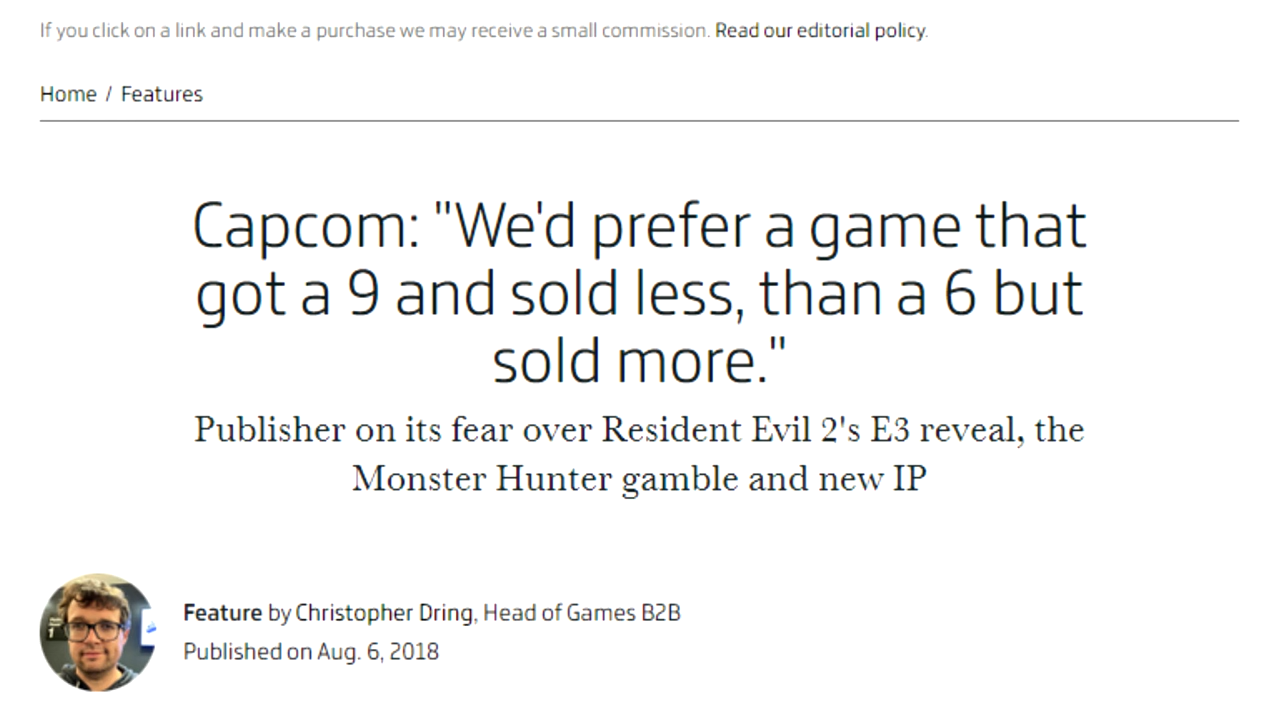 If you click on a link and make a purchase we may receive a small commission. Read our editorial policy.
Home / Features
Capcom: "We'd prefer a game that
got a 9 and sold less, than a 6 but
sold more."
Publisher on its fear over Resident Evil 2's E3 reveal, the
Monster Hunter gamble and new IP
Feature by Christopher Dring, Head of Games B2B
Published on Aug. 6, 2018